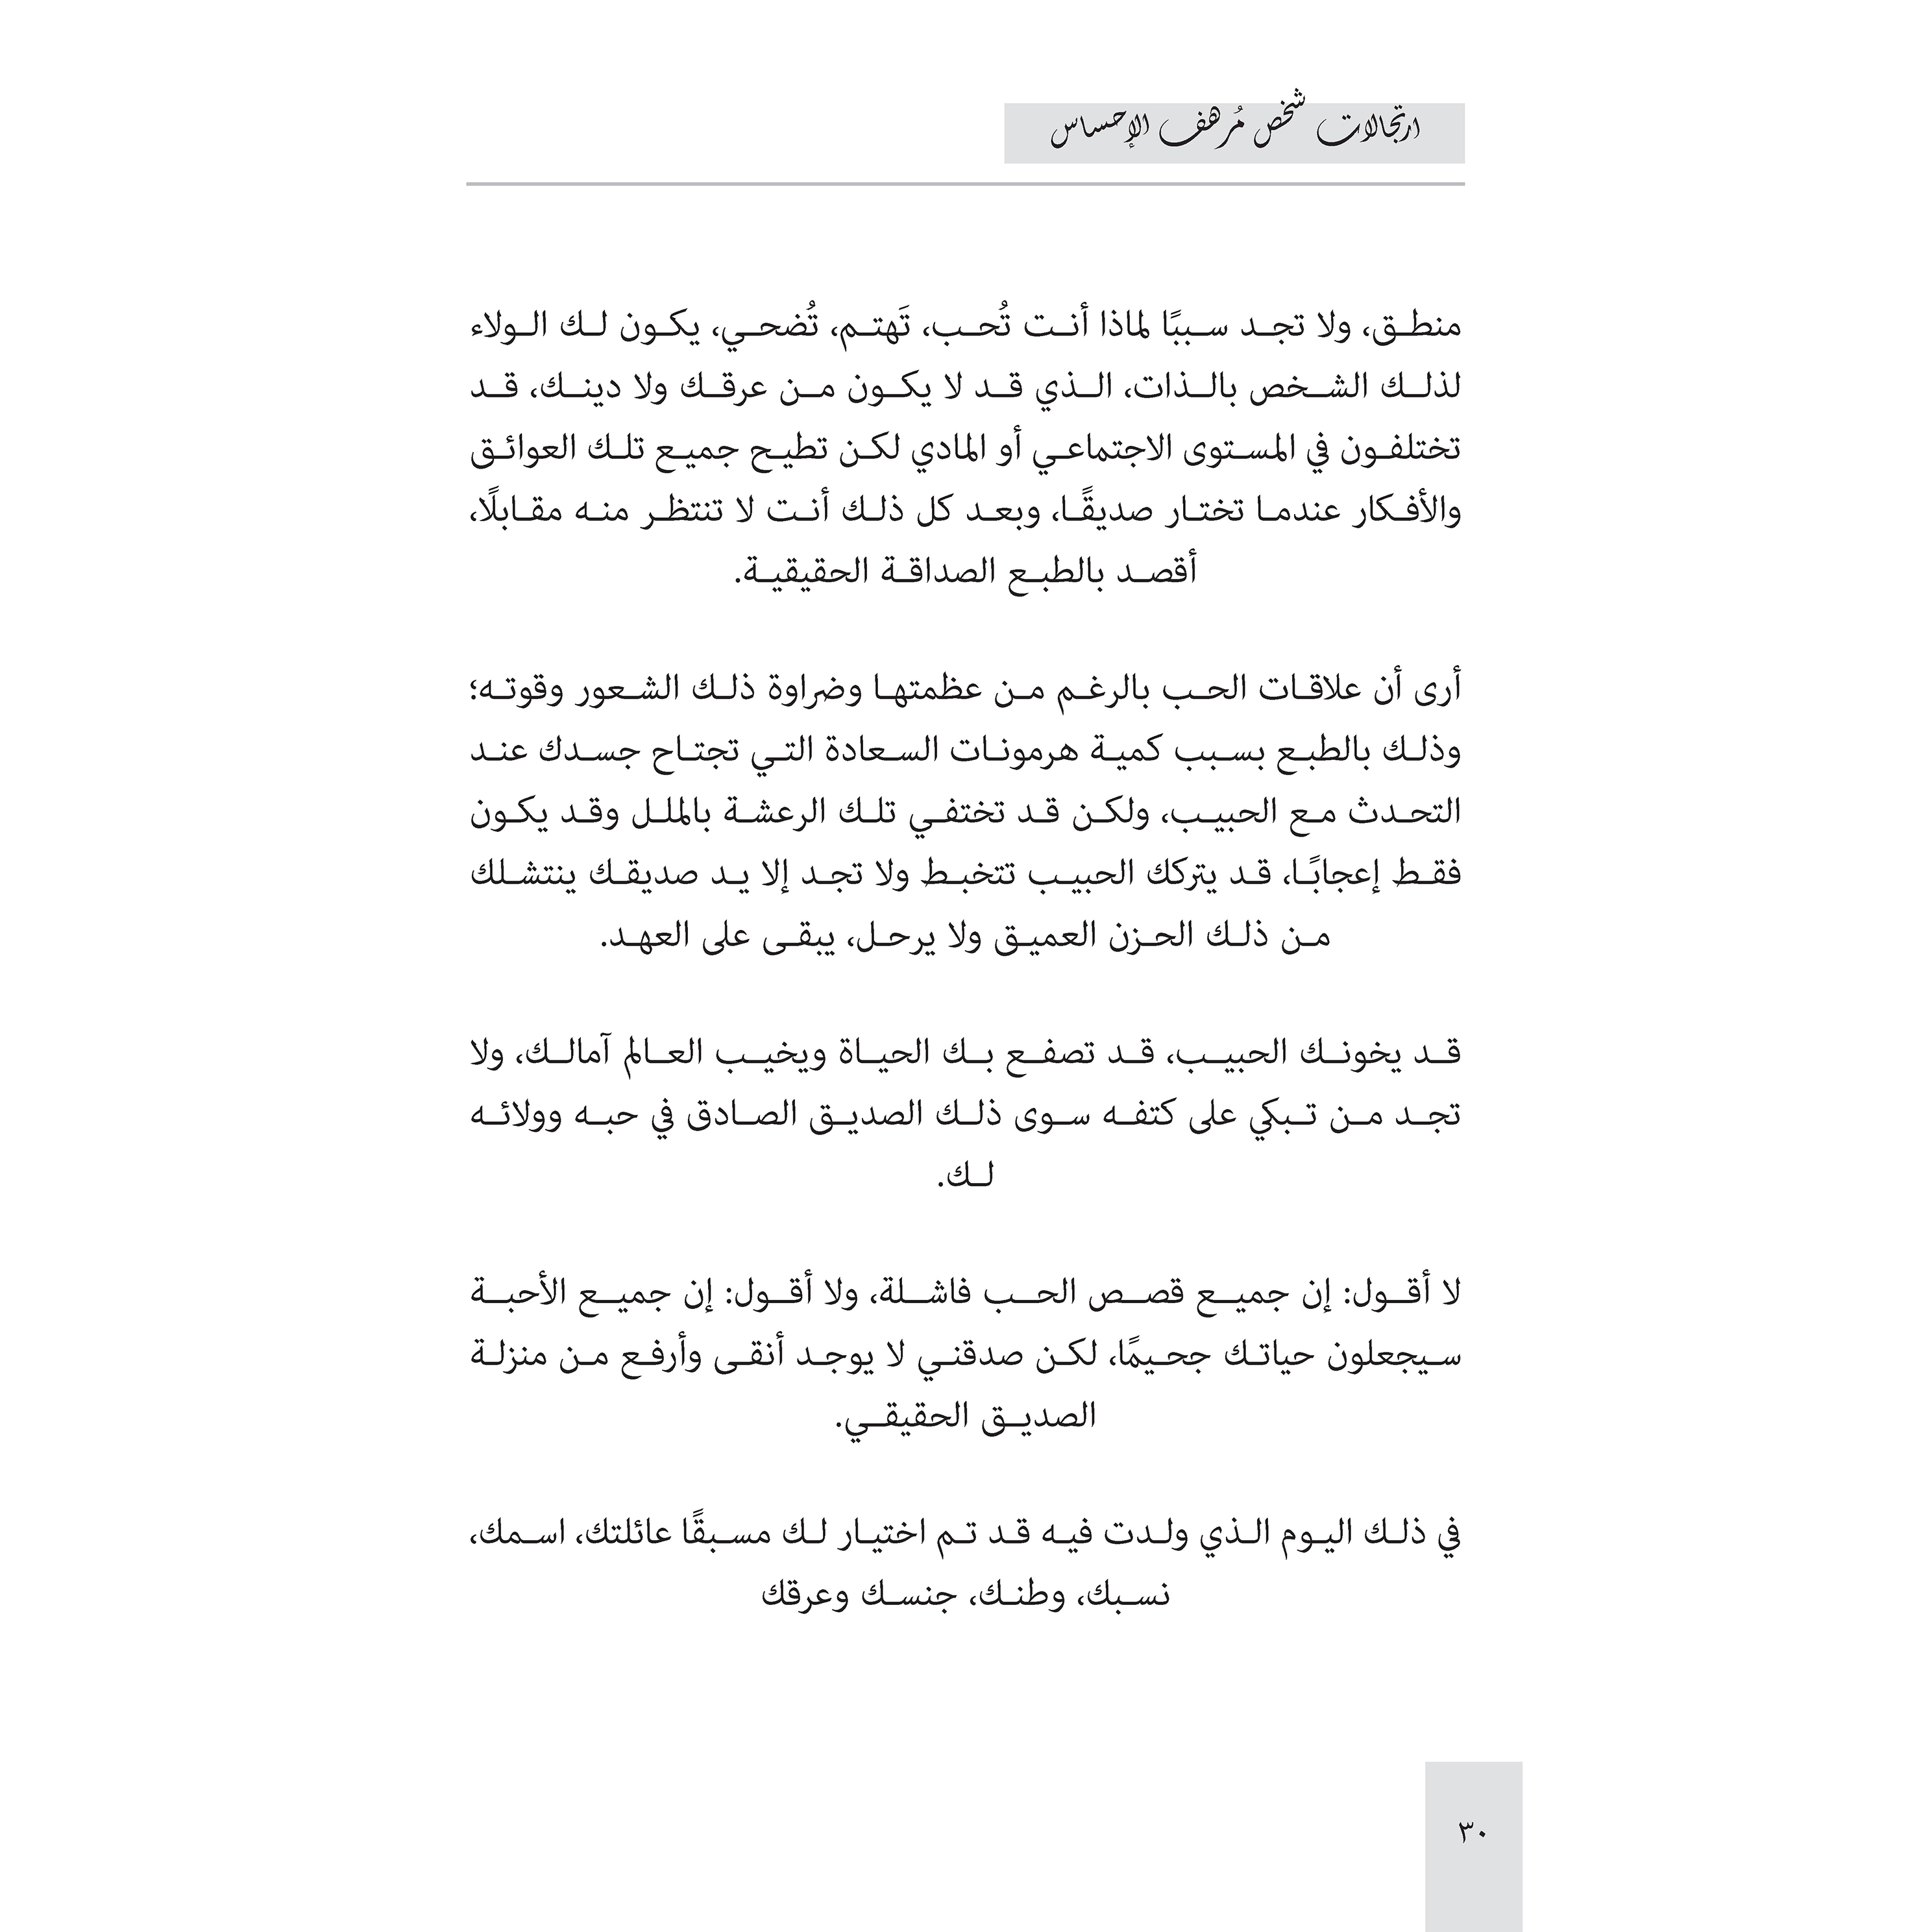 ارتجالات شخص مُرهف الإحساس
منطق، ولا تجد سببًا لماذا أنت تُحب، تَهتم، تُضحي، يكون لك الولاء
لذلك الشخص بالذات، الذي قد لا يكون من عرقك ولا دينك، قد
تختلفون في المستوى الاجتماعي أو المادي لكن تطيح جميع تلك العوائق
والأفكار عندما تختار صديقًا، وبعد كل ذلك أنت لا تنتظر منه مقابلًا،
أقصد بالطبع الصداقة الحقيقية.
أرى أن علاقات الحب بالرغم من عظمتها وضراوة ذلك الشعور وقوته؛
وذلك بالطبع بسبب كمية هرمونات السعادة التي تجتاح جسدك عند
التحدث مع الحبيب، ولكن قد تختفي تلك الرعشة بالملل وقد يكون
فقط إعجابًا، قد يتركك الحبيب تتخبط ولا تجد إلا يد صديقك ينتشلك
من ذلك الحزن العميق ولا يرحل، يبقى على العهد.
قد يخونك الحبيب، قد تصفع بك الحياة ويخيب العالم آمالك، ولا
تجد من تبكي على كتفه سوى ذلك الصديق الصادق في حبه وولائه
لك.
لا أقول: إن جميع قصص الحب فاشلة، ولا أقول: إن جميع الأحبة
سيجعلون حياتك جحيمًا، لكن صدقني لا يوجد أنقى وأرفع من منزلة
الصديق الحقيقي.
في ذلك اليوم الذي ولدت فيه قد تم اختيار لك مسبقًا عائلتك، اسمك،
نسبك، وطنك، جنسك وعرقك
٣٠